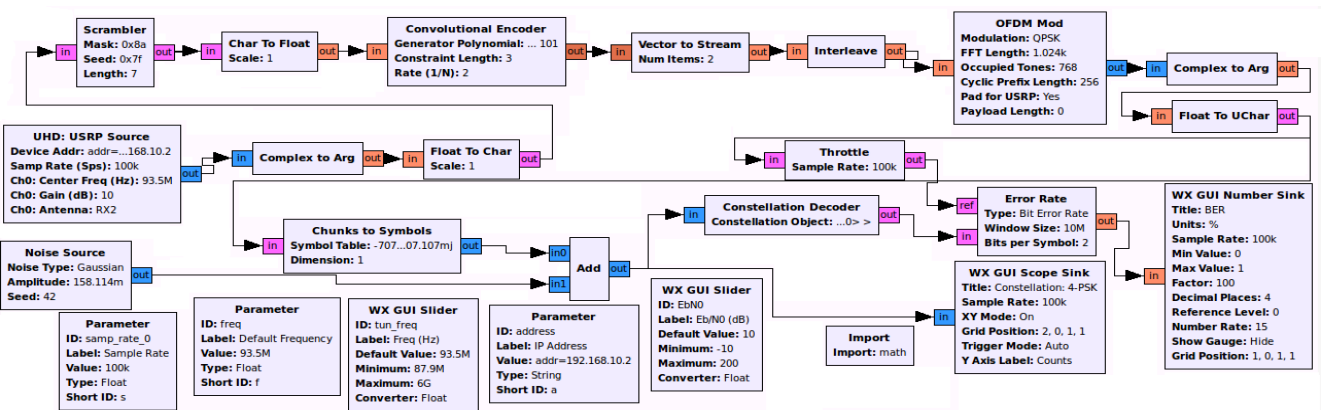 Scrambler
in
Mask: 0x8a
out
Seed: 0x7f
Length: 7
Char To Float
in
Scale: 1
out
Convolutional Encoder
Generator Polynomial: ... 101
in
Constraint Length: 3
out
Rate (1/N): 2
Vector to Stream
in
Num Items: 2
out
in
Interleave
out
OFDM Mod
Modulation: QPSK
FFT Length: 1.024k
in
Occupied Tones: 768
out
Cyclic Prefix Length: 256
Pad for USRP: Yes
Payload Length: 0
in
Complex to Arg
out
in
Float To UChar
out
UHD: USRP Source
Device Addr: addr=...168.10.2
Samp Rate (Sps): 100k
Ch0: Center Freq (Hz): 93.5M
out
Ch0: Gain (dB): 10
Ch0: Antenna: RX2
in
Complex to Arg
out
Float To Char
in
Scale: 1
out
Throttle
in
Sample Rate: 100k
out
Chunks to Symbols
in
Symbol Table: -707...07.107mj
out
Dimension: 1
Constellation Decoder
in
Constellation Object: ...0> >
out
Error Rate
ref
Type: Bit Error Rate
Window Size: 10M
out
in
Bits per Symbol: 2
WX GUI Number Sink
Title: BER
Units: %
Sample Rate: 100k
Min Value: 0
Max Value: 1
in
Factor: 100
Decimal Places: 4
Reference Level: 0
Number Rate: 15
Show Gauge: Hide
Grid Position: 1, 0, 1, 1
Noise Source
Noise Type: Gaussian
Amplitude: 158.114m
out
Seed: 42
in0
Add
out
in1
WX GUI Scope Sink
Title: Constellation: 4-PSK
Sample Rate: 100k
in
XY Mode: On
Grid Position: 2, 0, 1, 1
Trigger Mode: Auto
Y Axis Label: Counts
Parameter
ID: samp_rate_0
Label: Sample Rate
Value: 100k
Type: Float
Short ID: s
Parameter
ID: freq
Label: Default Frequency
Value: 93.5M
Type: Float
Short ID: f
WX GUI Slider
ID: tun_freq
Label: Freq (Hz)
Default Value: 93.5M
Minimum: 87.9M
Maximum: 6G
Converter: Float
Parameter
ID: address
Label: IP Address
Value: addr=192.168.10.2
Type: String
Short ID: a
WX GUI Slider
ID: EbN0
Label: Eb/N0 (dB)
Default Value: 10
Minimum: -10
Maximum: 200
Converter: Float
Import
Import: math